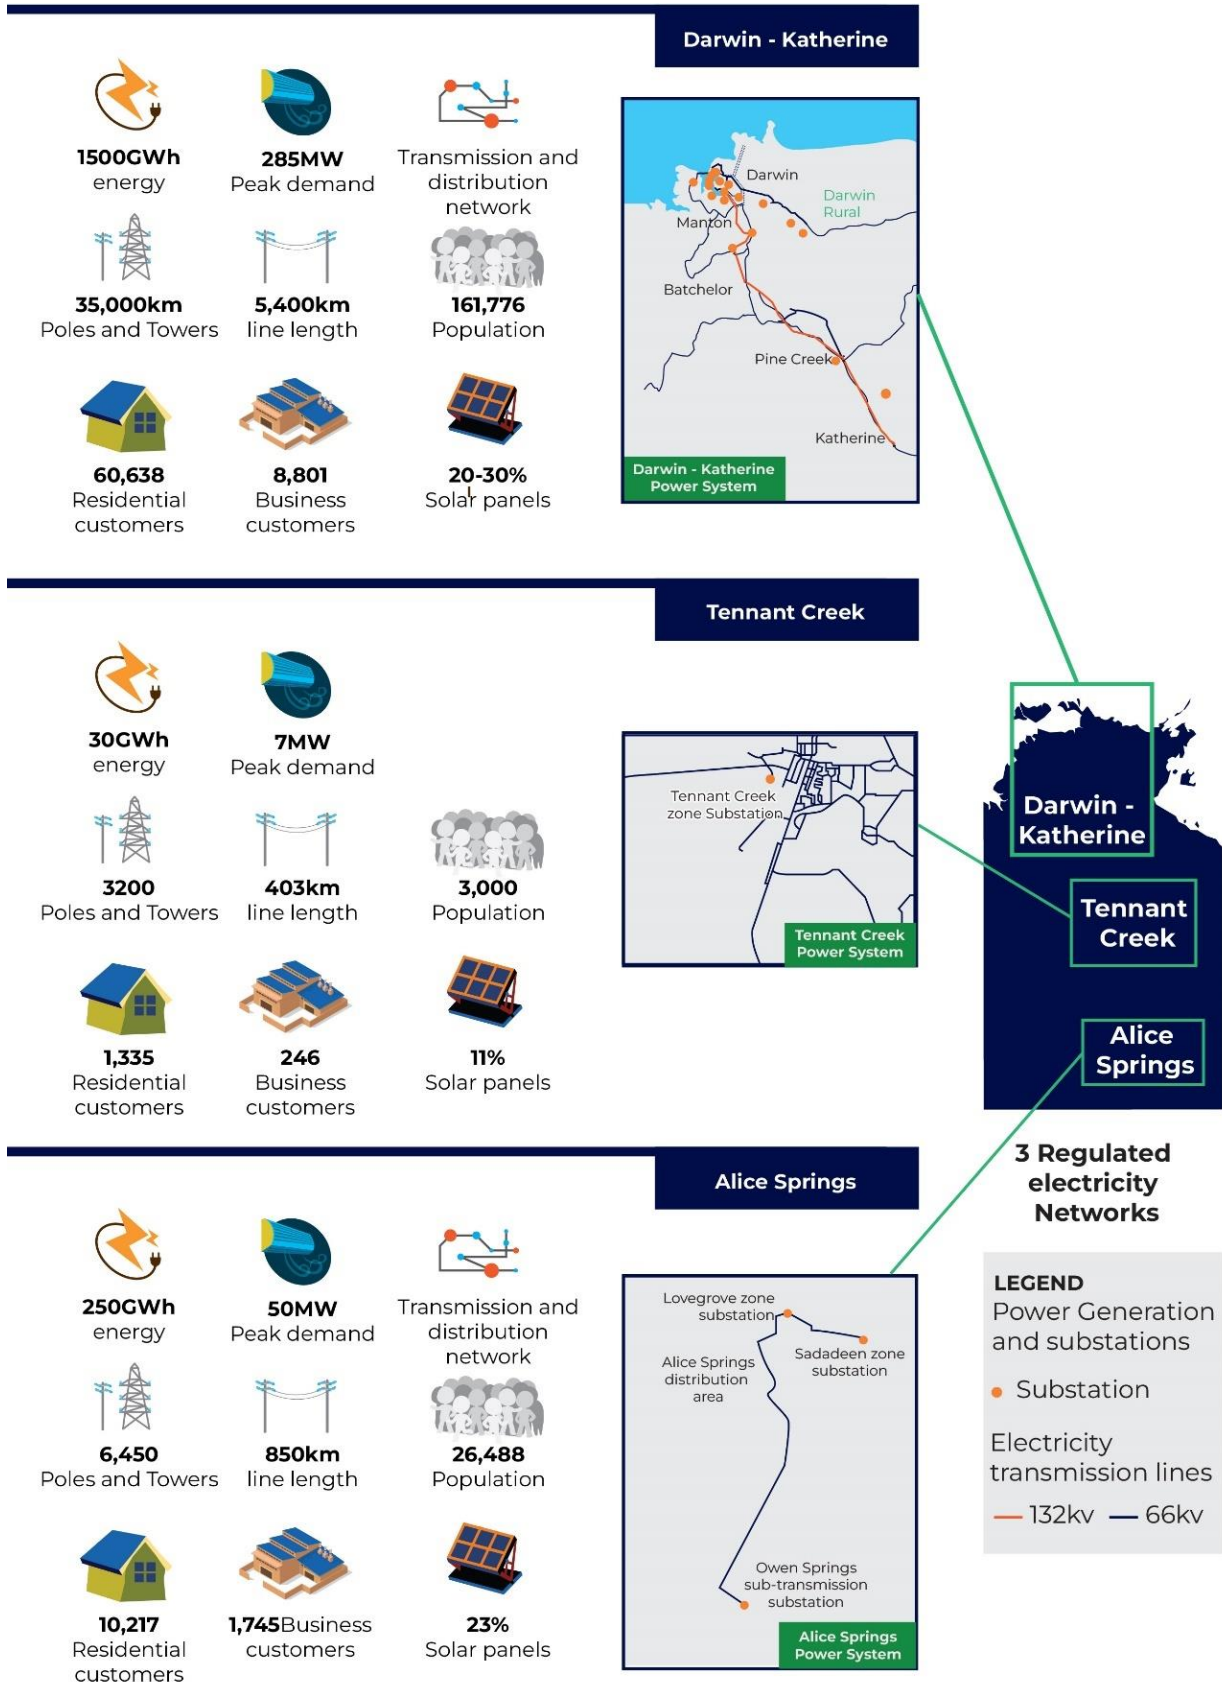 Darwin - Katherine
1500GWh
energy
285MW
Peak demand
Transmission and
distribution
network
35,000km
Poles and Towers
5,400km
line length
161,776
Population
60,638
Residential
customers
8,801
Business
customers
20-30%
Solar panels
Darwin
Darwin
Rural
Manton
Batchelor
Pine Creek
Katherine
Darwin - Katherine
Power System
Tennant Creek
30GWh
energy
7MW
Peak demand
3200
Poles and Towers
403km
line length
3,000
Population
1,335
Residential
customers
246
Business
customers
11%
Solar panels
Tennant Creek
zone Substation
Tennant Creek
Power System
Darwin -
Katherine
Tennant
Creek
Alice
Springs
Alice Springs
250GWh
energy
50MW
Peak demand
Transmission and
distribution
network
6,450
Poles and Towers
850km
line length
26,488
Population
10,217
Residential
customers
1,745Business
customers
23%
Solar panels
Lovegrove zone
substation
Sadadeen zone
substation
Alice Springs
distribution
area
Owen Springs
sub-transmission
substation
Alice Springs
Power System
3 Regulated
electricity
Networks
LEGEND
Power Generation
and substations
Substation
Electricity
transmission lines
132kv 66kv